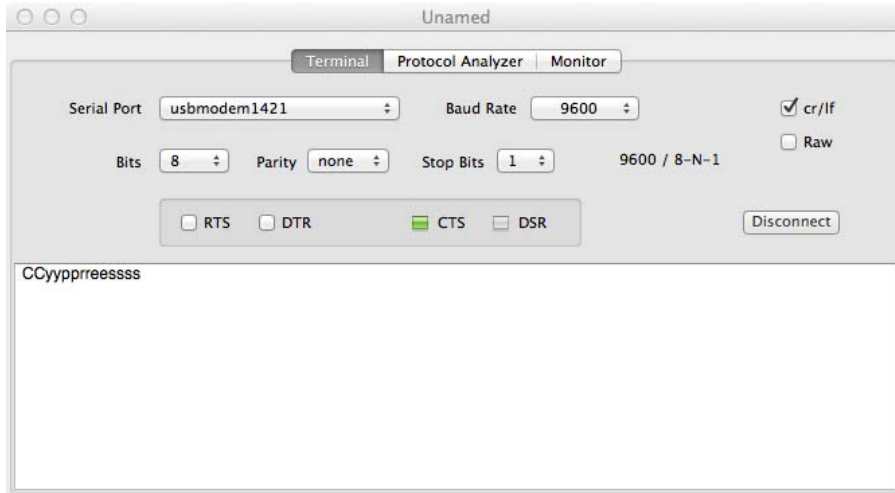 Unamed
Terminal Protocol Analyzer Monitor
Serial Port usbmodem1421 Baud Rate 9600 cr/lf
Raw
Bits 8 Parity none Stop Bits 1 9600 / 8-N-1
RTS DTR CTS DSR Disconnect
CCyypprreessss